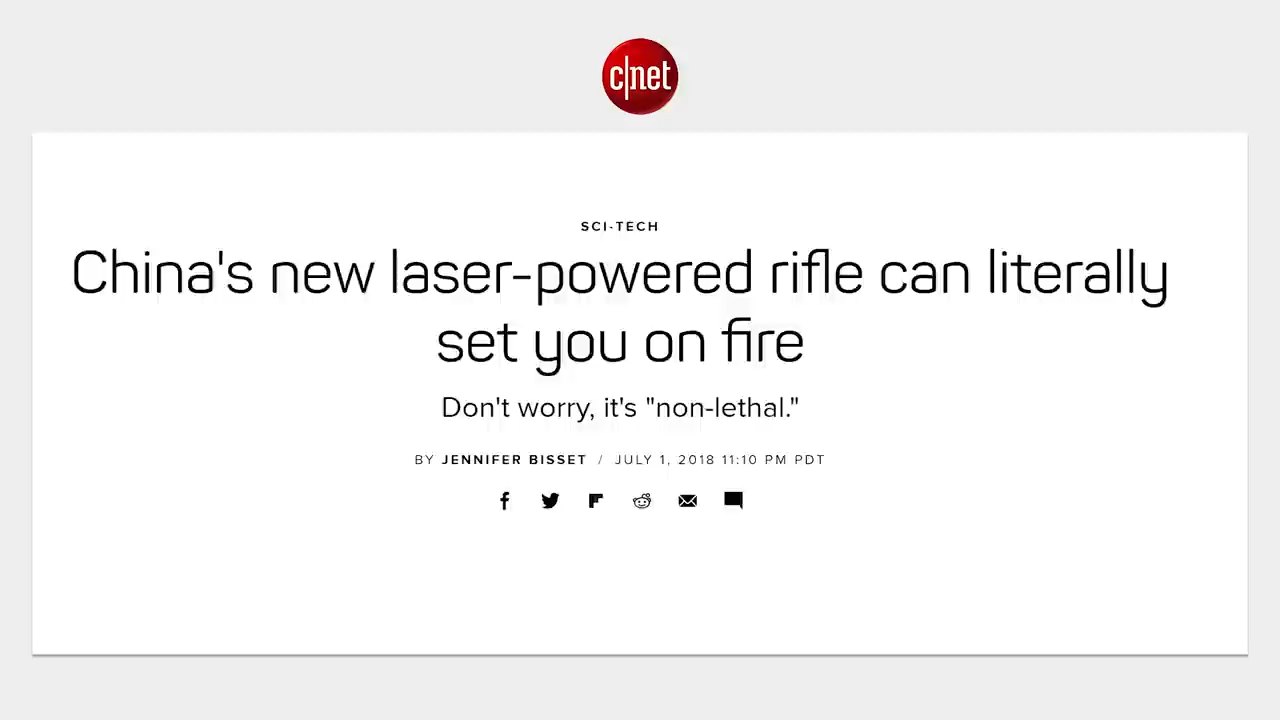 c|net
SCI-TECH
China's new laser-powered rifle can literally
set you on fire
Don't worry, it's "non-lethal."
BY JENNIFER BISSET / JULY 1, 2018 11:10 PM PDT